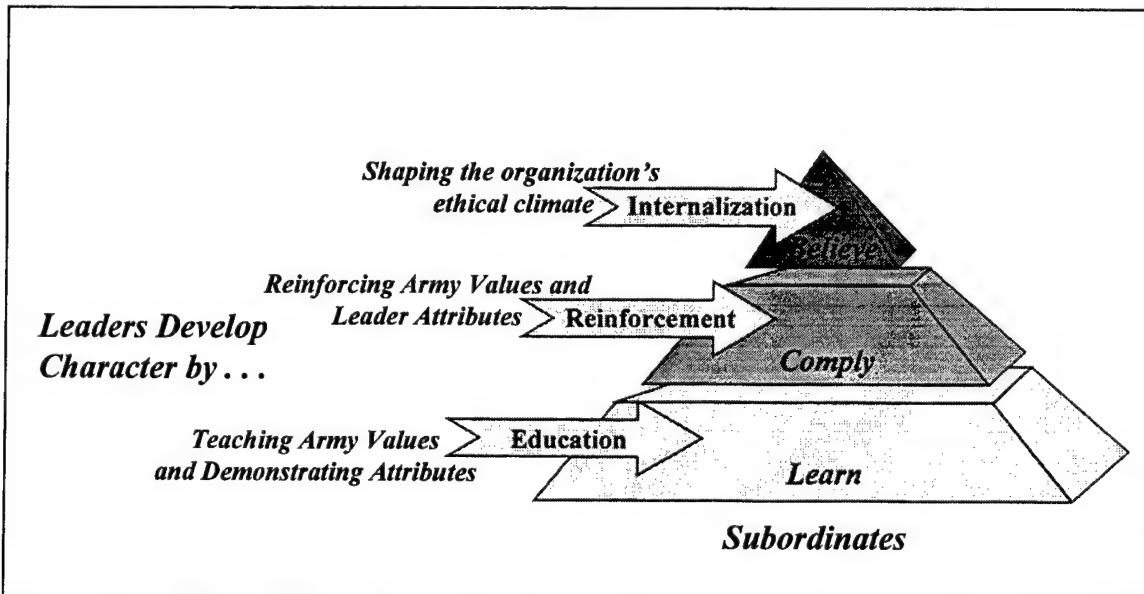 Shaping the organization's
ethical climate
Internalization
Believe
Reinforcing Army Values and
Leader Attributes
Reinforcement
Comply
Leaders Develop
Character by . . .
Teaching Army Values
and Demonstrating Attributes
Education
Learn
Subordinates